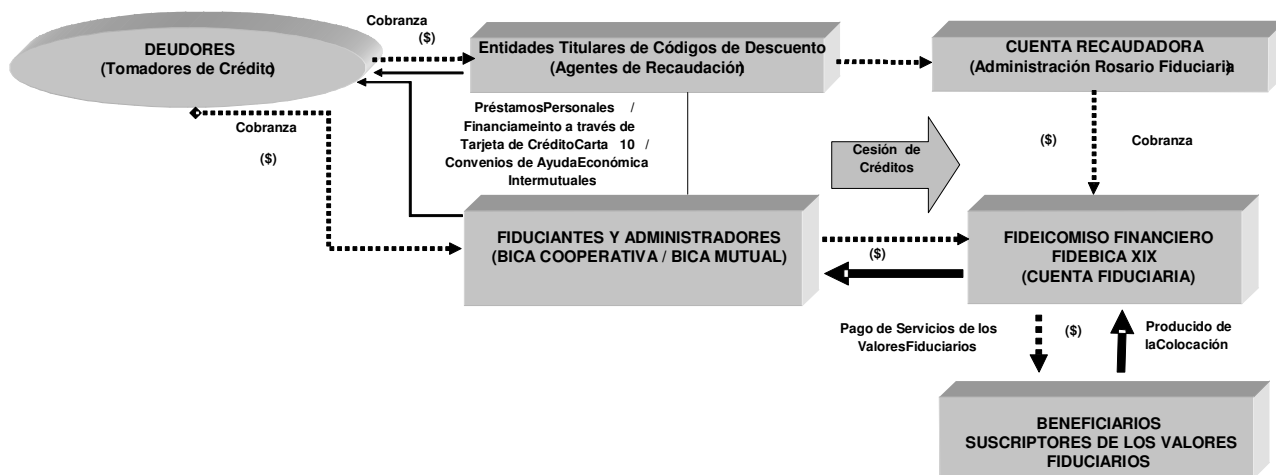 Cobranza
($)
DEUDORES
(Tomadores de Crédito)
Entidades Titulares de Códigos de Descuento
(Agentes de Recaudación)
CUENTA RECAUDADORA
(Administración Rosario Fiduciaria)
Cobranza
($)
PréstamosPersonales /
Financiameinto a través de
Tarjeta de CréditoCarta 10 /
Convenios de AyudaEconómica
Intermutuales
Cesión de
Créditos
($)
Cobranza
FIDUCIANTES Y ADMINISTRADORES
(BICA COOPERATIVA / BICA MUTUAL)
($)
FIDEICOMISO FINANCIERO
FIDEBICA XIX
(CUENTA FIDUCIARIA)
Pago de Servicios de los
ValoresFiduciarios
($)
Producido de
laColocación
BENEFICIARIOS
SUSCRIPTORES DE LOS VALORES
FIDUCIARIOS